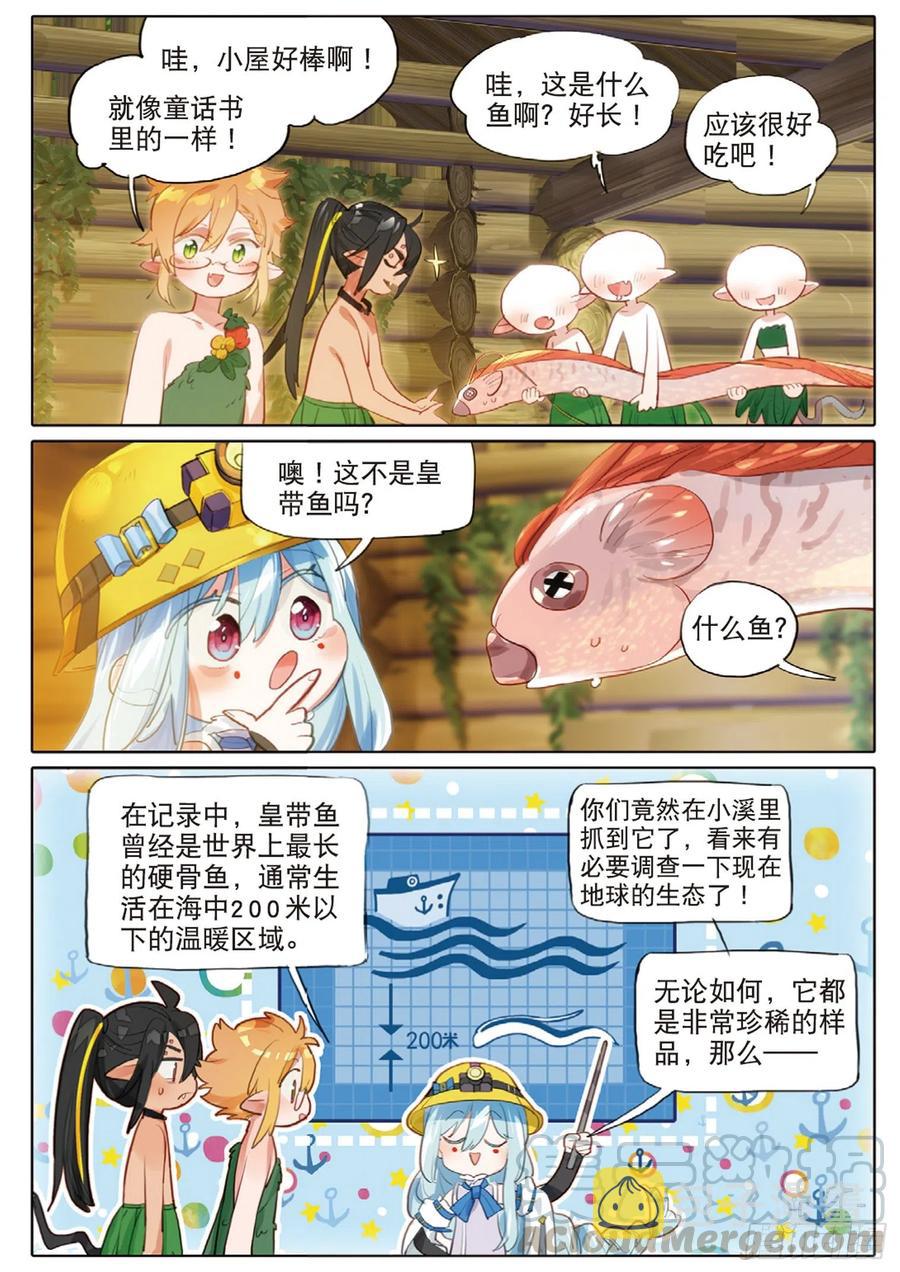 哇，小屋好棒啊！
就像童话书
里的一样！
哇，这是什么
鱼啊？好长！
应该很好
吃吧！
噢！这不是皇
带鱼吗？
什么鱼？
在记录中，皇带鱼
曾经是世界上最长
的硬骨鱼，通常生
活在海中200米以
下的温暖区域。
你们竟然在小溪里
抓到它了，看来有
必要调查一下现在
地球的生态了！
200米
无论如何，它都
是非常珍稀的样
品，那么——
AcloudMerge.com